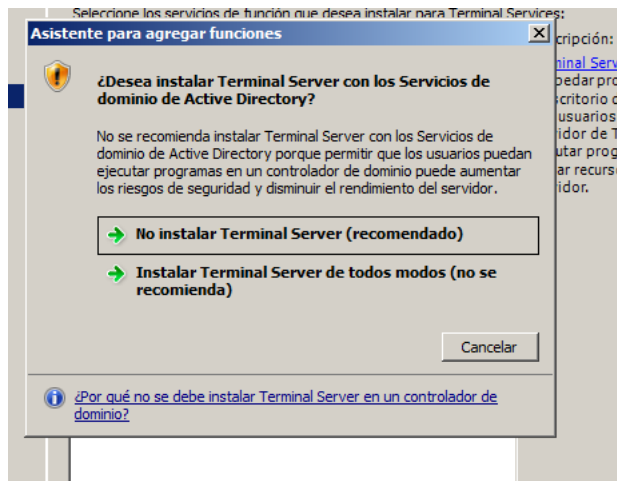 Seleccione los servicios de función que desea instalar para Terminal Services:
Asistente para agregar funciones
cripción:
¿Desea instalar Terminal Server con los Servicios de
dominio de Active Directory?
No se recomienda instalar Terminal Server con los Servicios de
dominio de Active Directory porque permitir que los usuarios puedan
ejecutar programas en un controlador de dominio puede aumentar
los riesgos de seguridad y disminuir el rendimiento del servidor.
minal Serv
pedar pro
critorio
usuarios
idor de T
utar prog
ar recurs
idor.
No instalar Terminal Server (recomendado)
Instalar Terminal Server de todos modos (no se
recomienda)
Cancelar
¿Por qué no se debe instalar Terminal Server en un controlador de
dominio?